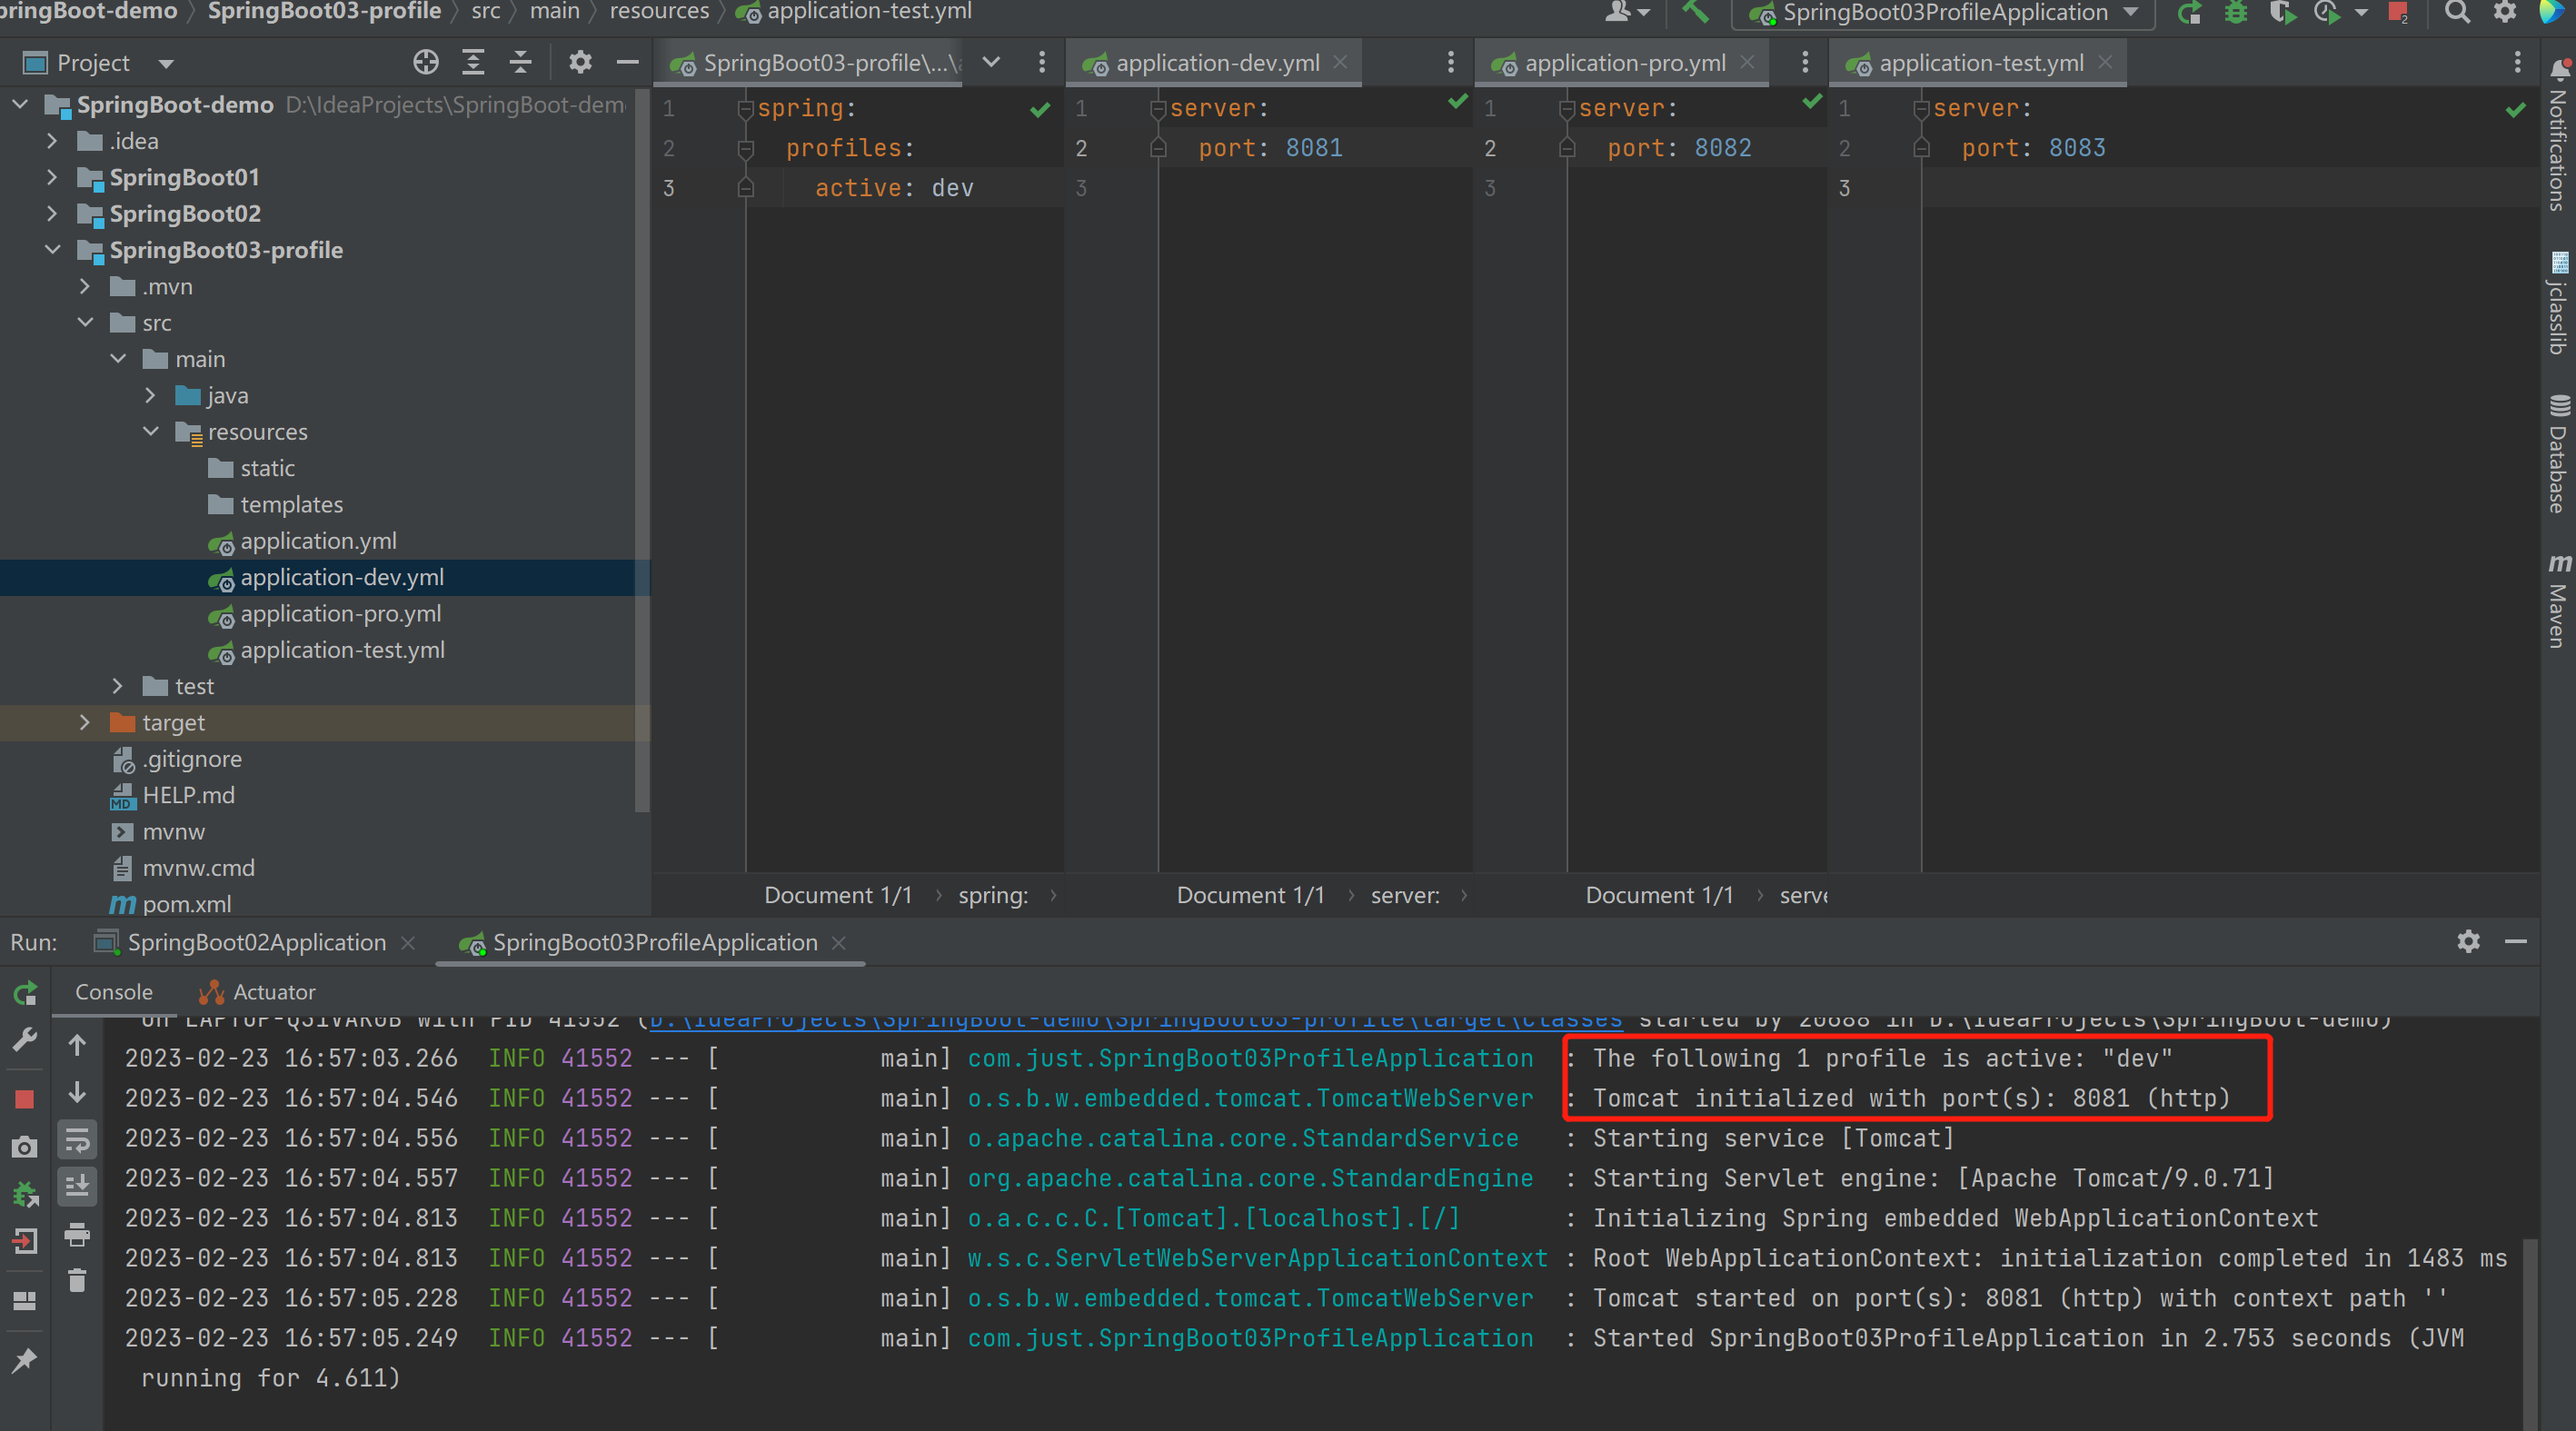 SpringBoot-demo › SpringBoot03-profile › src › main › resources › application-test.yml
SpringBoot03ProfileApplication
2
Project
SpringBoot-demo D:\IdeaProjects\SpringBoot-dem
.idea
SpringBoot01
SpringBoot02
SpringBoot03-profile
.mvn
src
main
java
resources
static
templates
application.yml
application-dev.yml
application-pro.yml
application-test.yml
test
target
.gitignore
MD HELP.md
mvnw
mvnw.cmd
m pom.xml
SpringBoot03-profile\...\a
1 spring:
2 profiles:
3 active: dev
Document 1/1 › spring: ›
application-dev.yml
1 server:
2 port: 8081
3
Document 1/1 › server: ›
application-pro.yml
1 server:
2 port: 8082
3
Document 1/1 › serve
application-test.yml
1 server:
2 port: 8083
3
Notifications
jclasslib
Database
m Maven
Run: SpringBoot02Application SpringBoot03ProfileApplication
Console Actuator
on LAPTOP-Q51VAR0B with PID 41552 (D:\IdeaProjects\SpringBoot-demo\SpringBoot03-profile\target\classes started by 20688 in D:\IdeaProjects\SpringBoot-demo)
2023-02-23 16:57:03.266  INFO 41552 --- [           main] com.just.SpringBoot03ProfileApplication  : The following 1 profile is active: "dev"
2023-02-23 16:57:04.546  INFO 41552 --- [           main] o.s.b.w.embedded.tomcat.TomcatWebServer  : Tomcat initialized with port(s): 8081 (http)
2023-02-23 16:57:04.556  INFO 41552 --- [           main] o.apache.catalina.core.StandardService   : Starting service [Tomcat]
2023-02-23 16:57:04.557  INFO 41552 --- [           main] org.apache.catalina.core.StandardEngine  : Starting Servlet engine: [Apache Tomcat/9.0.71]
2023-02-23 16:57:04.813  INFO 41552 --- [           main] o.a.c.c.C.[Tomcat].[localhost].[/]       : Initializing Spring embedded WebApplicationContext
2023-02-23 16:57:04.813  INFO 41552 --- [           main] w.s.c.ServletWebServerApplicationContext : Root WebApplicationContext: initialization completed in 1483 ms
2023-02-23 16:57:05.228  INFO 41552 --- [           main] o.s.b.w.embedded.tomcat.TomcatWebServer  : Tomcat started on port(s): 8081 (http) with context path ''
2023-02-23 16:57:05.249  INFO 41552 --- [           main] com.just.SpringBoot03ProfileApplication  : Started SpringBoot03ProfileApplication in 2.753 seconds (JVM
running for 4.611)